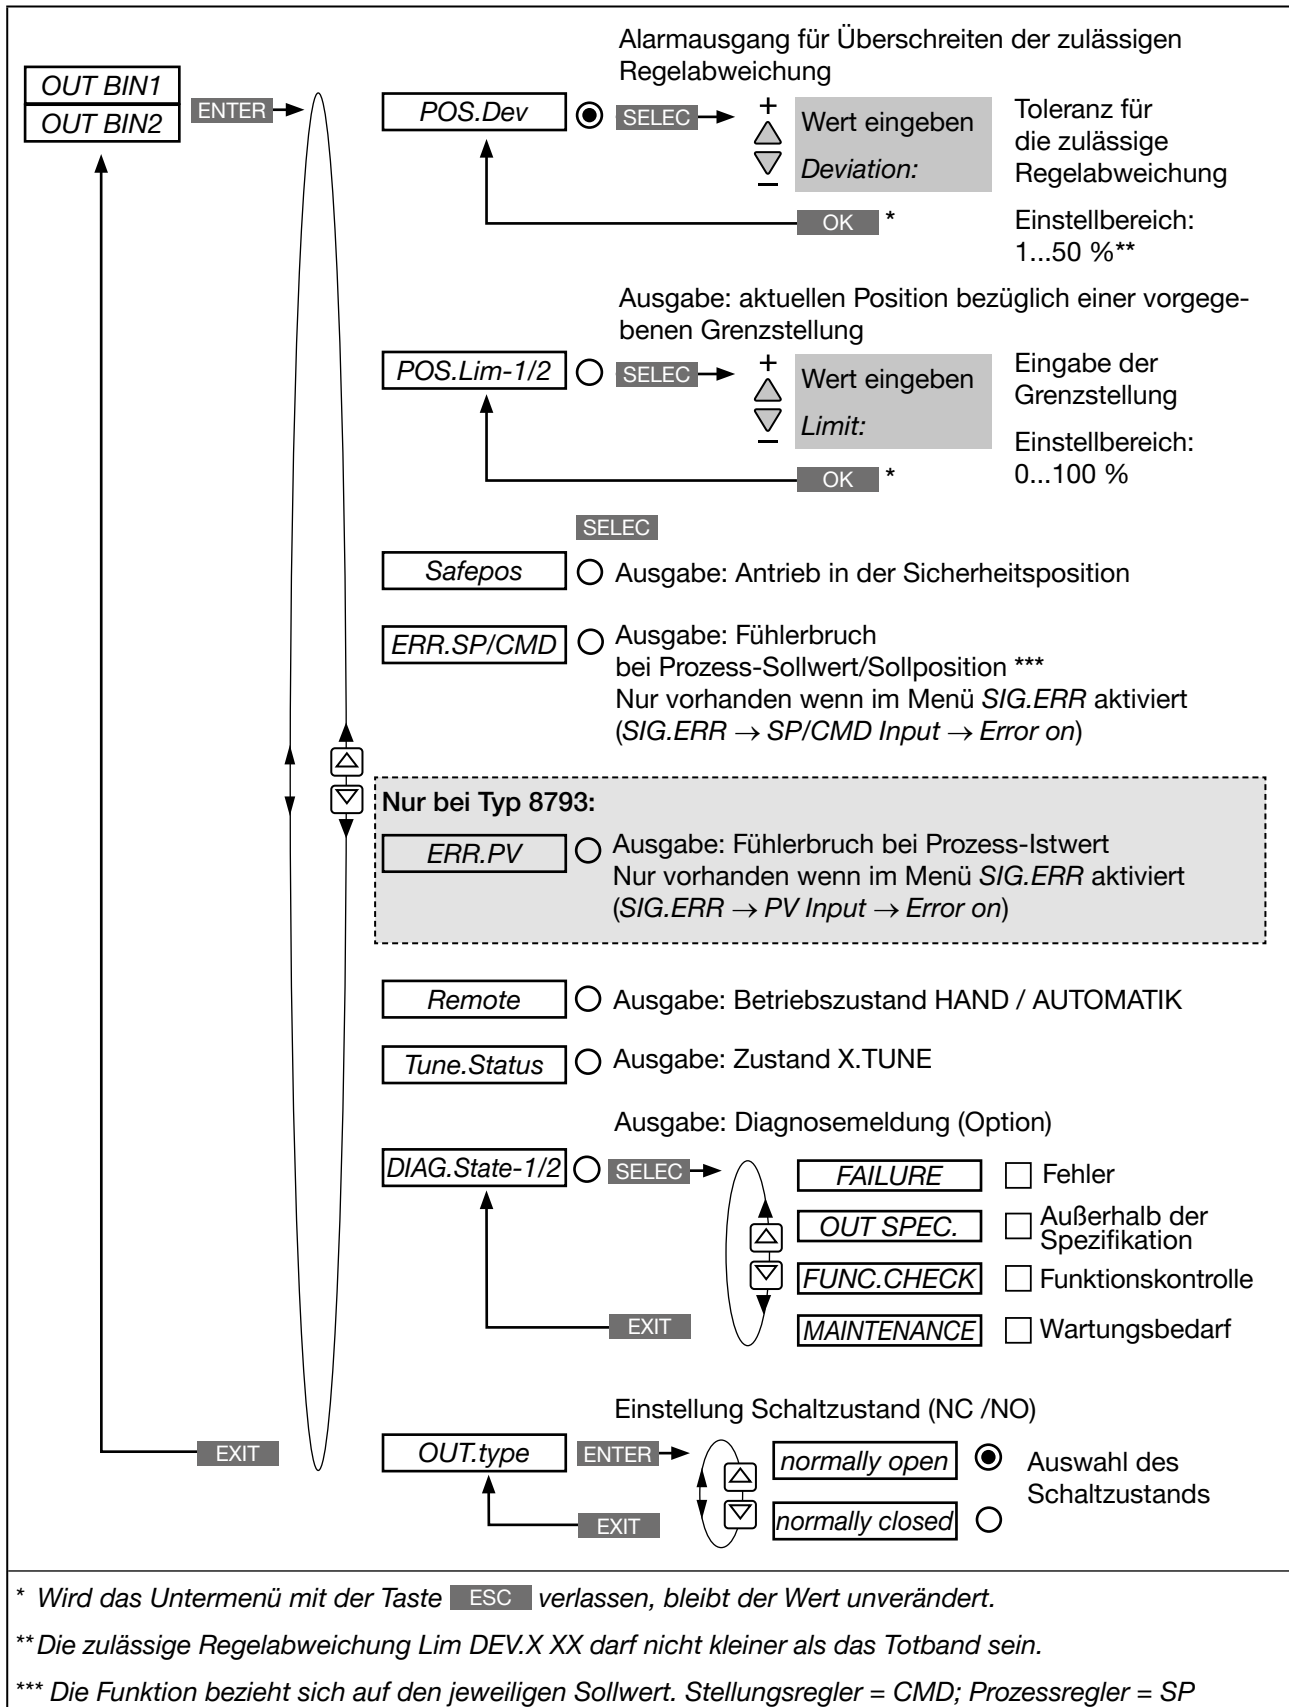 Alarmausgang für Überschreiten der zulässigen
Regelabweichung
OUT BIN1
OUT BIN2
ENTER
POS.Dev
SELEC
+
Wert eingeben
Deviation:
–
Toleranz für
die zulässige
Regelabweichung
OK *
Einstellbereich:
1...50 %**
Ausgabe: aktuellen Position bezüglich einer vorgege-
benen Grenzstellung
POS.Lim-1/2
SELEC
+
Wert eingeben
Limit:
–
Eingabe der
Grenzstellung
OK *
Einstellbereich:
0...100 %
SELEC
Safepos
Ausgabe: Antrieb in der Sicherheitsposition
ERR.SP/CMD
Ausgabe: Fühlerbruch
bei Prozess-Sollwert/Sollposition ***
Nur vorhanden wenn im Menü SIG.ERR aktiviert
(SIG.ERR → SP/CMD Input → Error on)
Nur bei Typ 8793:
ERR.PV
Ausgabe: Fühlerbruch bei Prozess-Istwert
Nur vorhanden wenn im Menü SIG.ERR aktiviert
(SIG.ERR → PV Input → Error on)
Remote
Ausgabe: Betriebszustand HAND / AUTOMATIK
Tune.Status
Ausgabe: Zustand X.TUNE
Ausgabe: Diagnosemeldung (Option)
DIAG.State-1/2
SELEC
FAILURE
Fehler
OUT SPEC.
Außerhalb der
Spezifikation
FUNC.CHECK
Funktionskontrolle
EXIT
MAINTENANCE
Wartungsbedarf
Einstellung Schaltzustand (NC /NO)
EXIT
OUT.type
ENTER
normally open
Auswahl des
Schaltzustands
EXIT
normally closed
* Wird das Untermenü mit der Taste ESC verlassen, bleibt der Wert unverändert.
** Die zulässige Regelabweichung Lim DEV.X XX darf nicht kleiner als das Totband sein.
*** Die Funktion bezieht sich auf den jeweiligen Sollwert. Stellungsregler = CMD; Prozessregler = SP